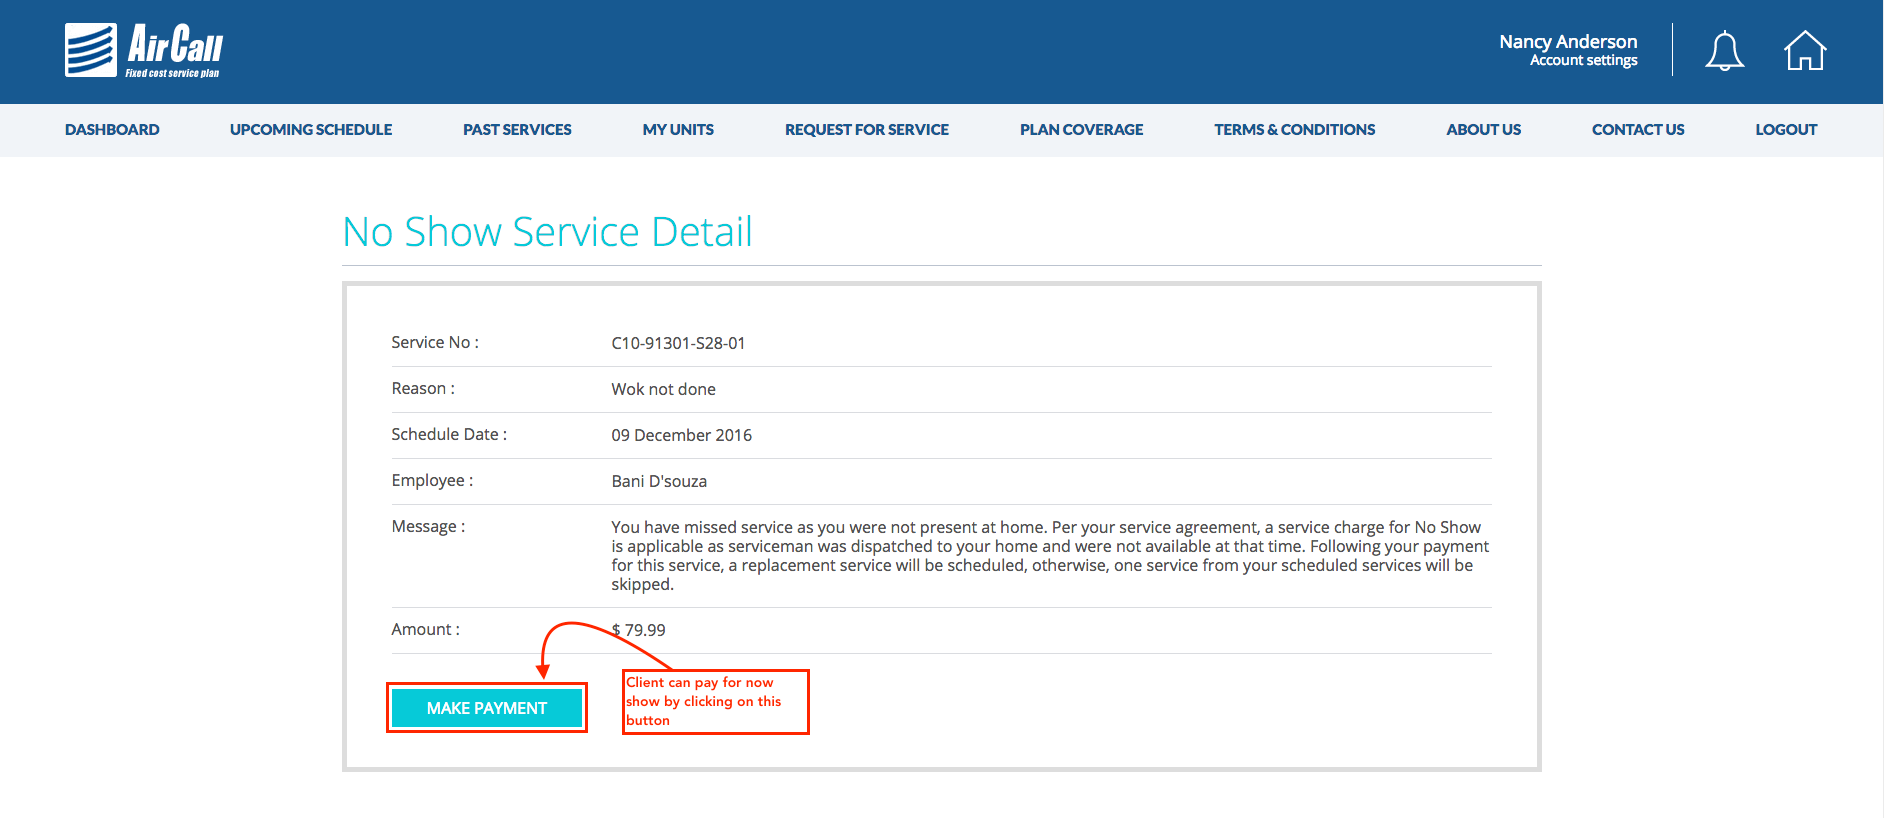 AirCall
Fixed cost service plan
Nancy Anderson
Account settings
DASHBOARD UPCOMING SCHEDULE PAST SERVICES MY UNITS REQUEST FOR SERVICE PLAN COVERAGE TERMS & CONDITIONS ABOUT US CONTACT US LOGOUT
No Show Service Detail
Service No : C10-91301-S28-01
Reason : Wok not done
Schedule Date : 09 December 2016
Employee : Bani D'souza
Message : You have missed service as you were not present at home. Per your service agreement, a service charge for No Show
is applicable as serviceman was dispatched to your home and were not available at that time. Following your payment
for this service, a replacement service will be scheduled, otherwise, one service from your scheduled services will be
skipped.
Amount : $ 79.99
MAKE PAYMENT
Client can pay for now
show by clicking on this
button